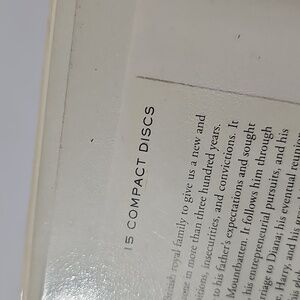 15 COMPACT DISCS
royal family to give us a new and
in more than three hundred years.
insecurities, and convictions. It
to his father's expectations and sought
Mountbatten. It follows him through
his entrepreneurial pursuits, and his
to Diana; his eventual reunion
Harry, and his